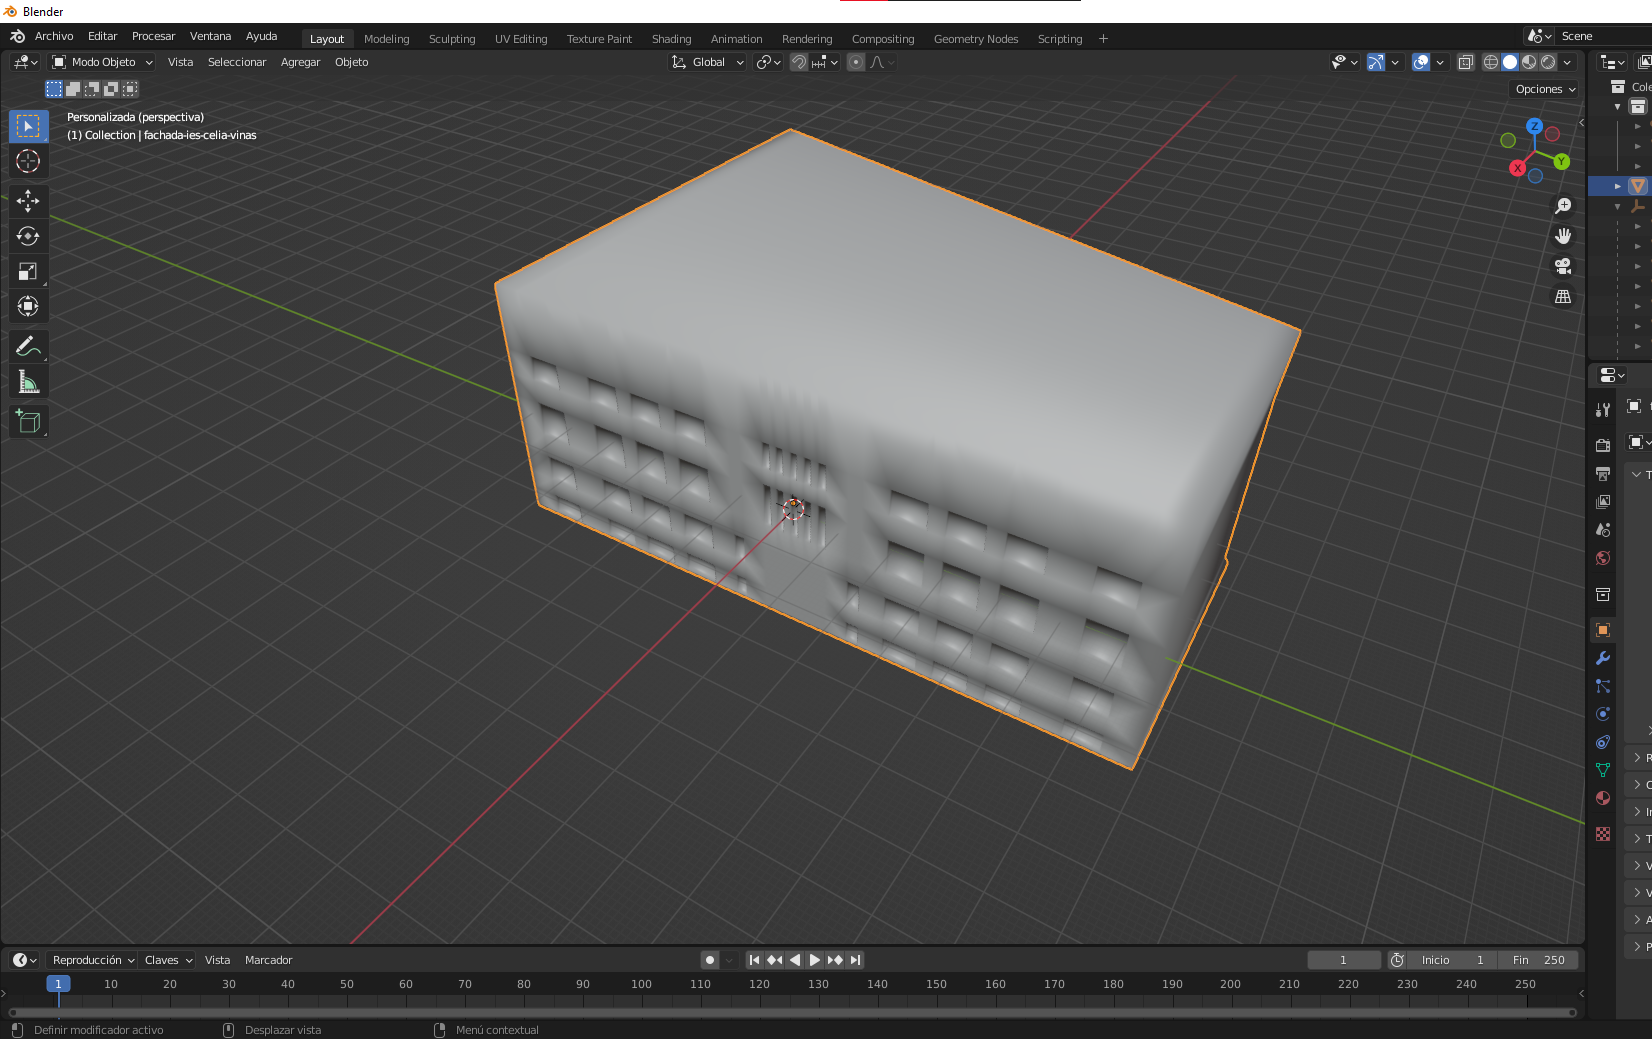 Blender
Archivo Editar Procesar Ventana Ayuda Layout Modeling Sculpting UV Editing Texture Paint Shading Animation Rendering Compositing Geometry Nodes Scripting + Scene
Modo Objeto Vista Seleccionar Agregar Objeto Global
Opciones
Cole
Personalizada (perspectiva)
(1) Collection | fachada-ies-celia-vinas
Z
Y
X
Reproducción Claves Vista Marcador 1 Inicio 1 Fin 250
1 10 20 30 40 50 60 70 80 90 100 110 120 130 140 150 160 170 180 190 200 210 220 230 240 250
Definir modificador activo Desplazar vista Menú contextual